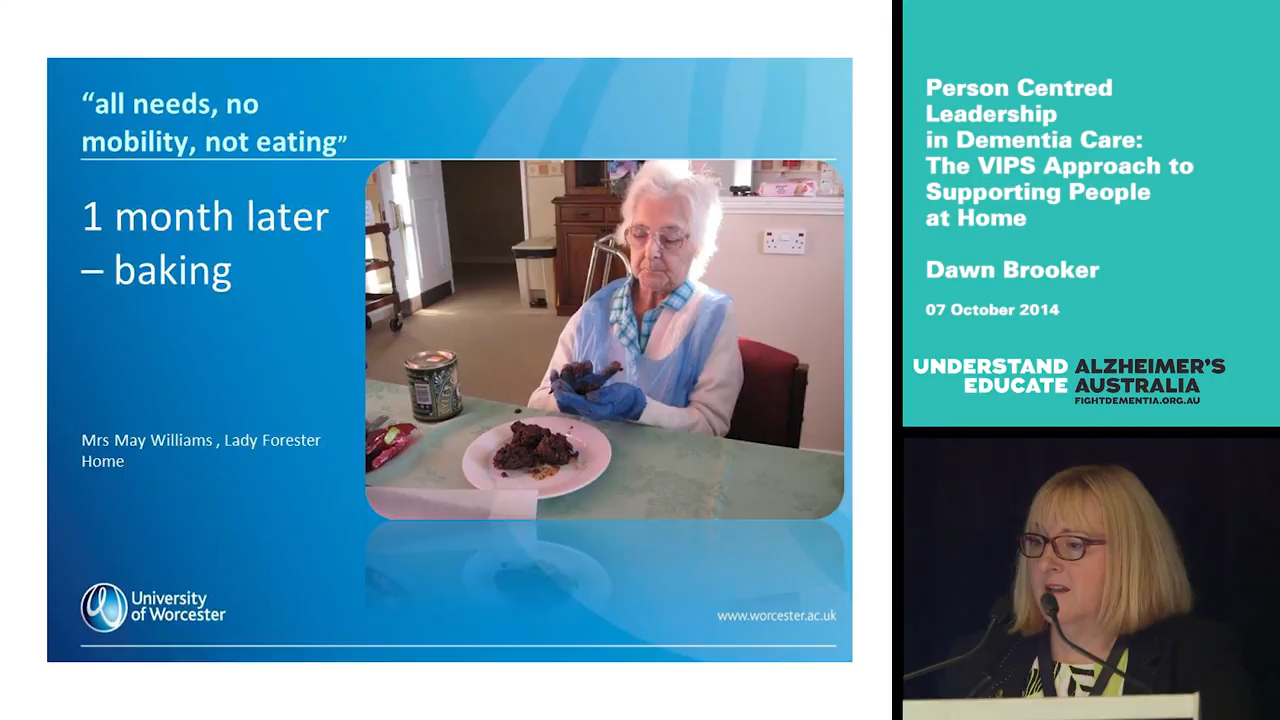 “all needs, no
mobility, not eating”
1 month later
– baking
Mrs May Williams , Lady Forester
Home
University
of Worcester
www.worcester.ac.uk
Person Centred
Leadership
in Dementia Care:
The VIPS Approach to
Supporting People
at Home
Dawn Brooker
07 October 2014
UNDERSTAND ALZHEIMER'S
EDUCATE AUSTRALIA
FIGHTDEMENTIA.ORG.AU